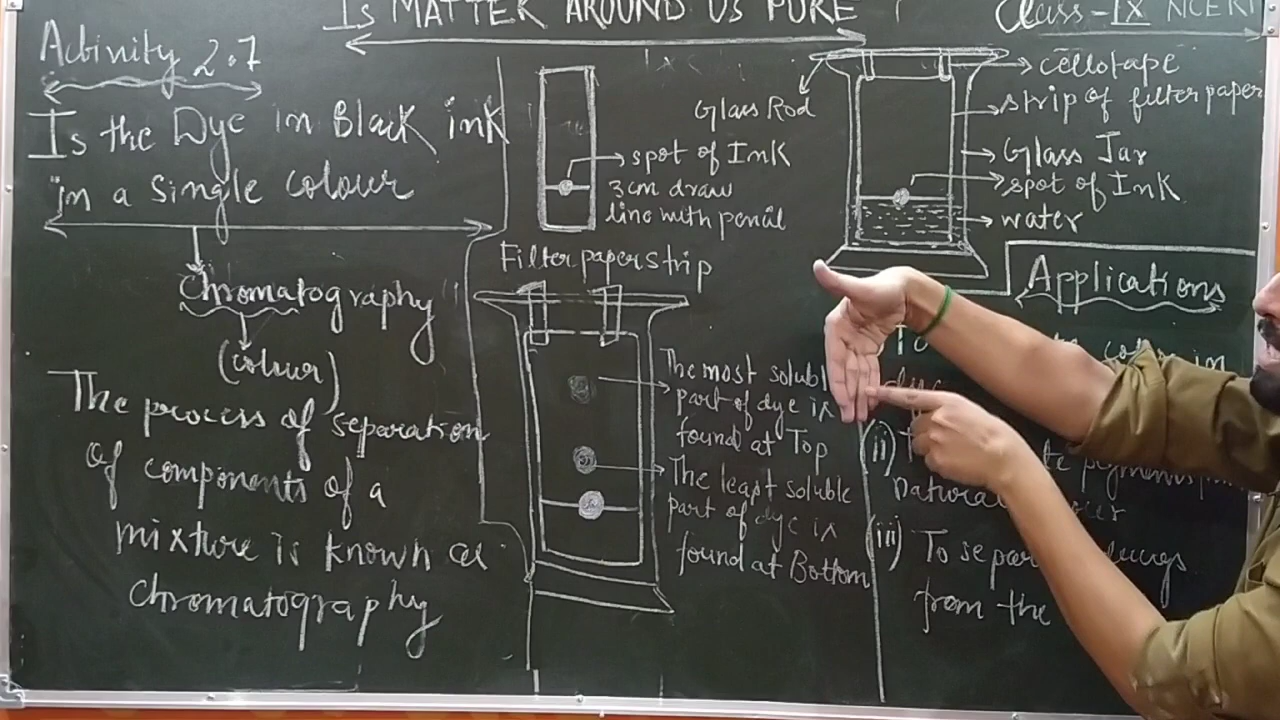 Is MATTER AROUND US PURE ?
Class-IX NCERT
Activity 2.7
Is the Dye in Black ink
in a Single colour
Chromatography
(colour)
The process of separation
of components of a
mixture is known as
chromatography
spot of Ink
3cm draw
line with pencil
Filter paper strip
The most solubl
part of dye is
found at Top
The least soluble
part of dye is
found at Bottom
Glass Rod
cellotape
strip of filter paper
Glass Jar
spot of Ink
water
Applications
To
(ii)
natural
(iii) To separ
from the